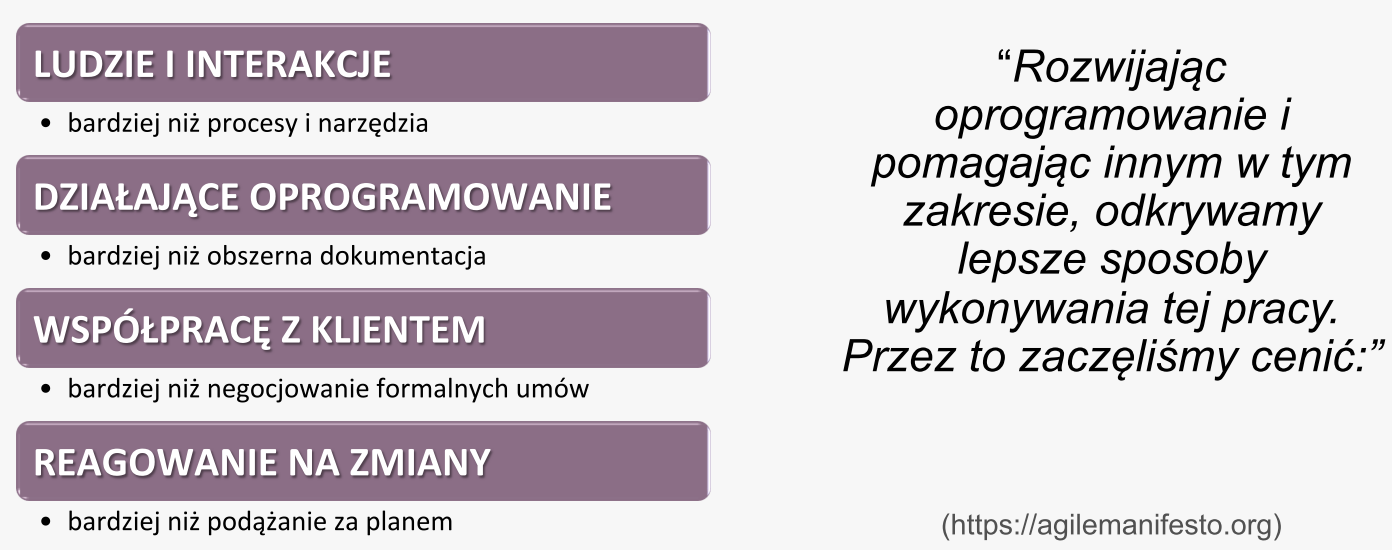 LUDZIE I INTERAKCJE
• bardziej niż procesy i narzędzia
DZIAŁAJĄCE OPROGRAMOWANIE
• bardziej niż obszerna dokumentacja
WSPÓŁPRACĘ Z KLIENTEM
• bardziej niż negocjowanie formalnych umów
REAGOWANIE NA ZMIANY
• bardziej niż podążanie za planem
“Rozwijając
oprogramowanie i
pomagając innym w tym
zakresie, odkrywamy
lepsze sposoby
wykonywania tej pracy.
Przez to zaczęliśmy cenić:”
(https://agilemanifesto.org)